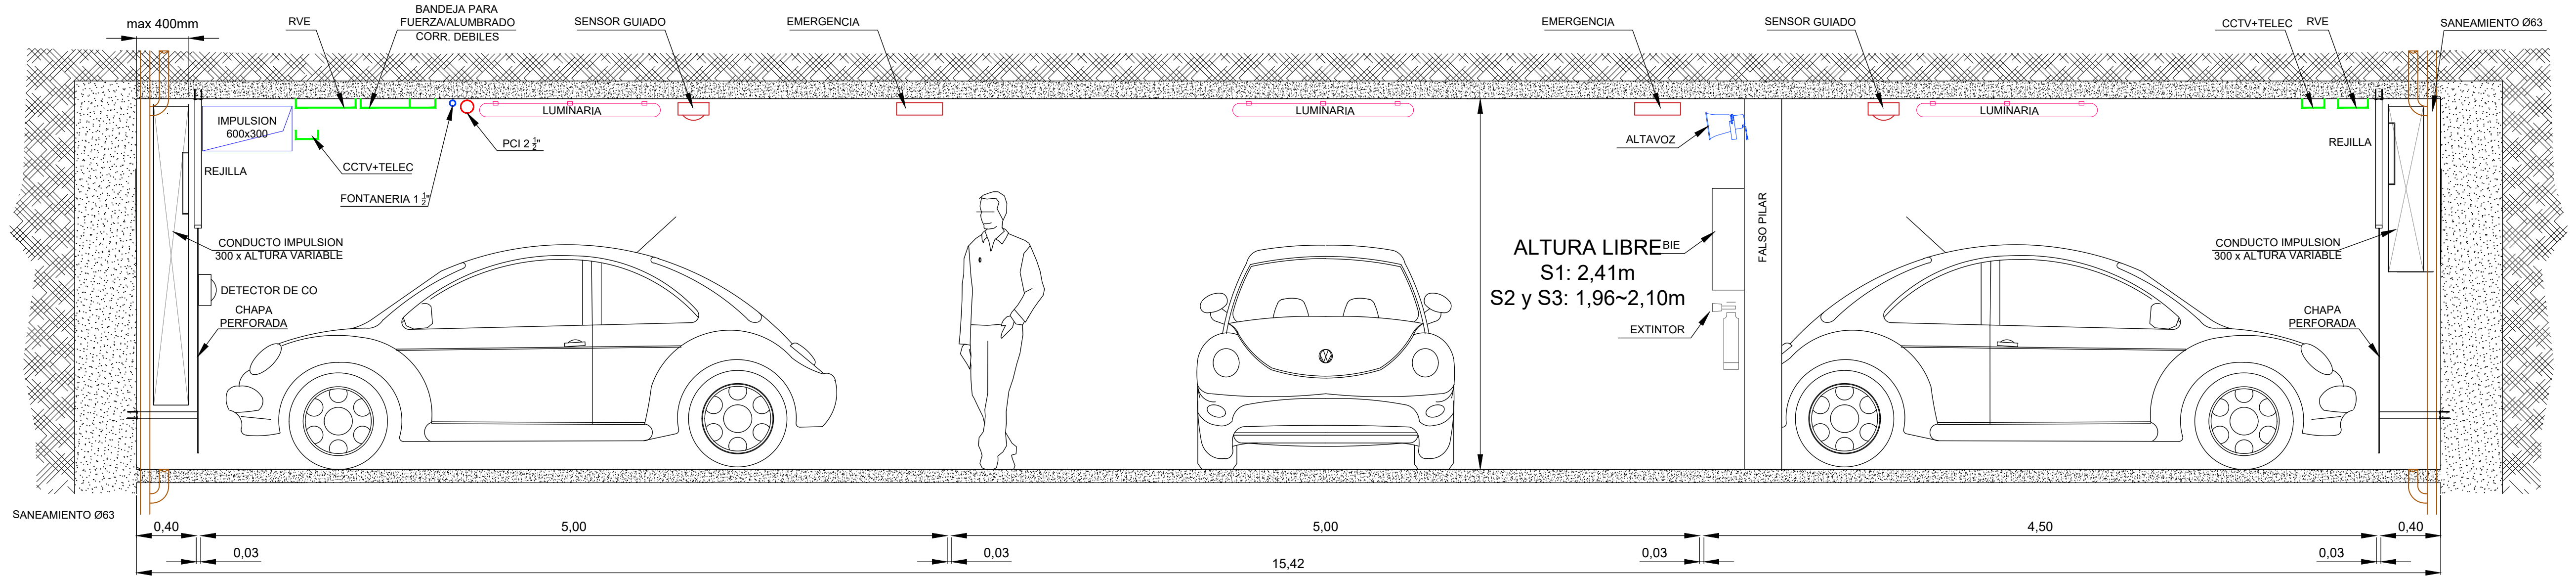 max 400mm
RVE
BANDEJA PARA
FUERZA/ALUMBRADO
CORR. DEBILES
SENSOR GUIADO
EMERGENCIA
EMERGENCIA
SENSOR GUIADO
CCTV+TELEC
RVE
SANEAMIENTO Ø63
IMPULSION
600x300
LUMINARIA
LUMINARIA
LUMINARIA
PCI 2 1/2"
ALTAVOZ
REJILLA
REJILLA
CCTV+TELEC
FONTANERIA 1 1/2"
FALSO PILAR
CONDUCTO IMPULSION
300 x ALTURA VARIABLE
ALTURA LIBRE
S1: 2,41m
S2 y S3: 1,96~2,10m
BIE
CONDUCTO IMPULSION
300 x ALTURA VARIABLE
DETECTOR DE CO
CHAPA
PERFORADA
EXTINTOR
CHAPA
PERFORADA
SANEAMIENTO Ø63
0,40
5,00
5,00
4,50
0,40
0,03
0,03
0,03
0,03
15,42